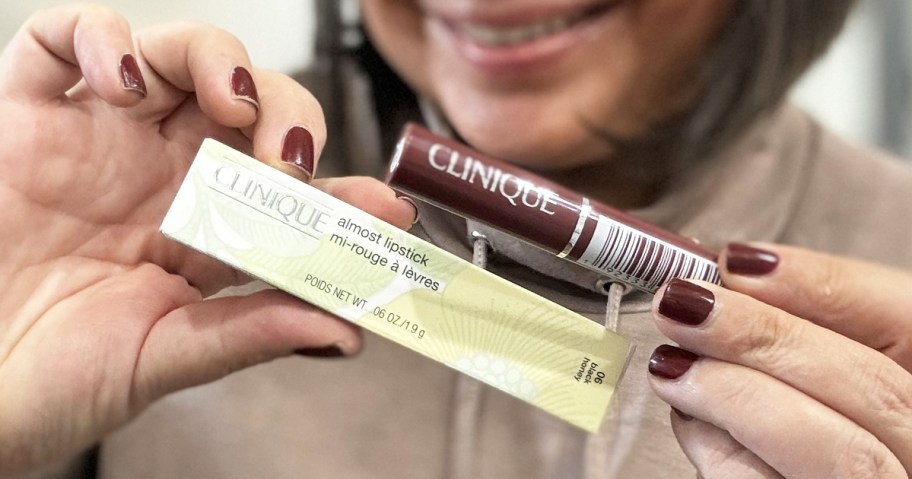 CLINIQUE
almost lipstick
mi-rouge à lèvres
POIDS NET WT. .06 OZ./1.9 g
06
black
honey
CLINIQUE